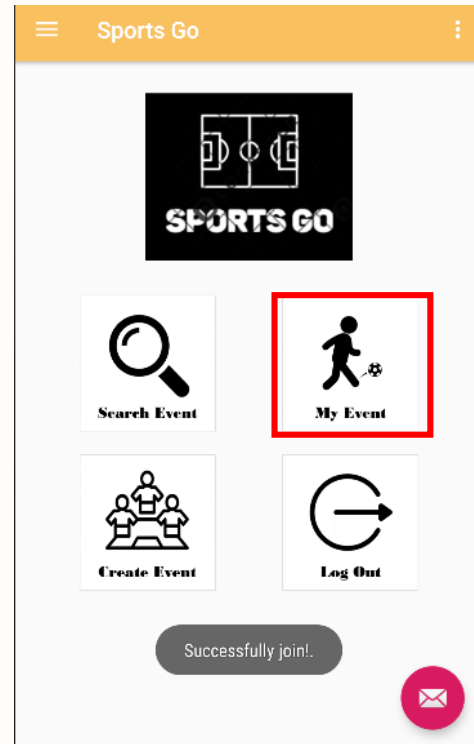 Sports Go
SPORTS GO
Search Event
My Event
Create Event
Log Out
Successfully join!.